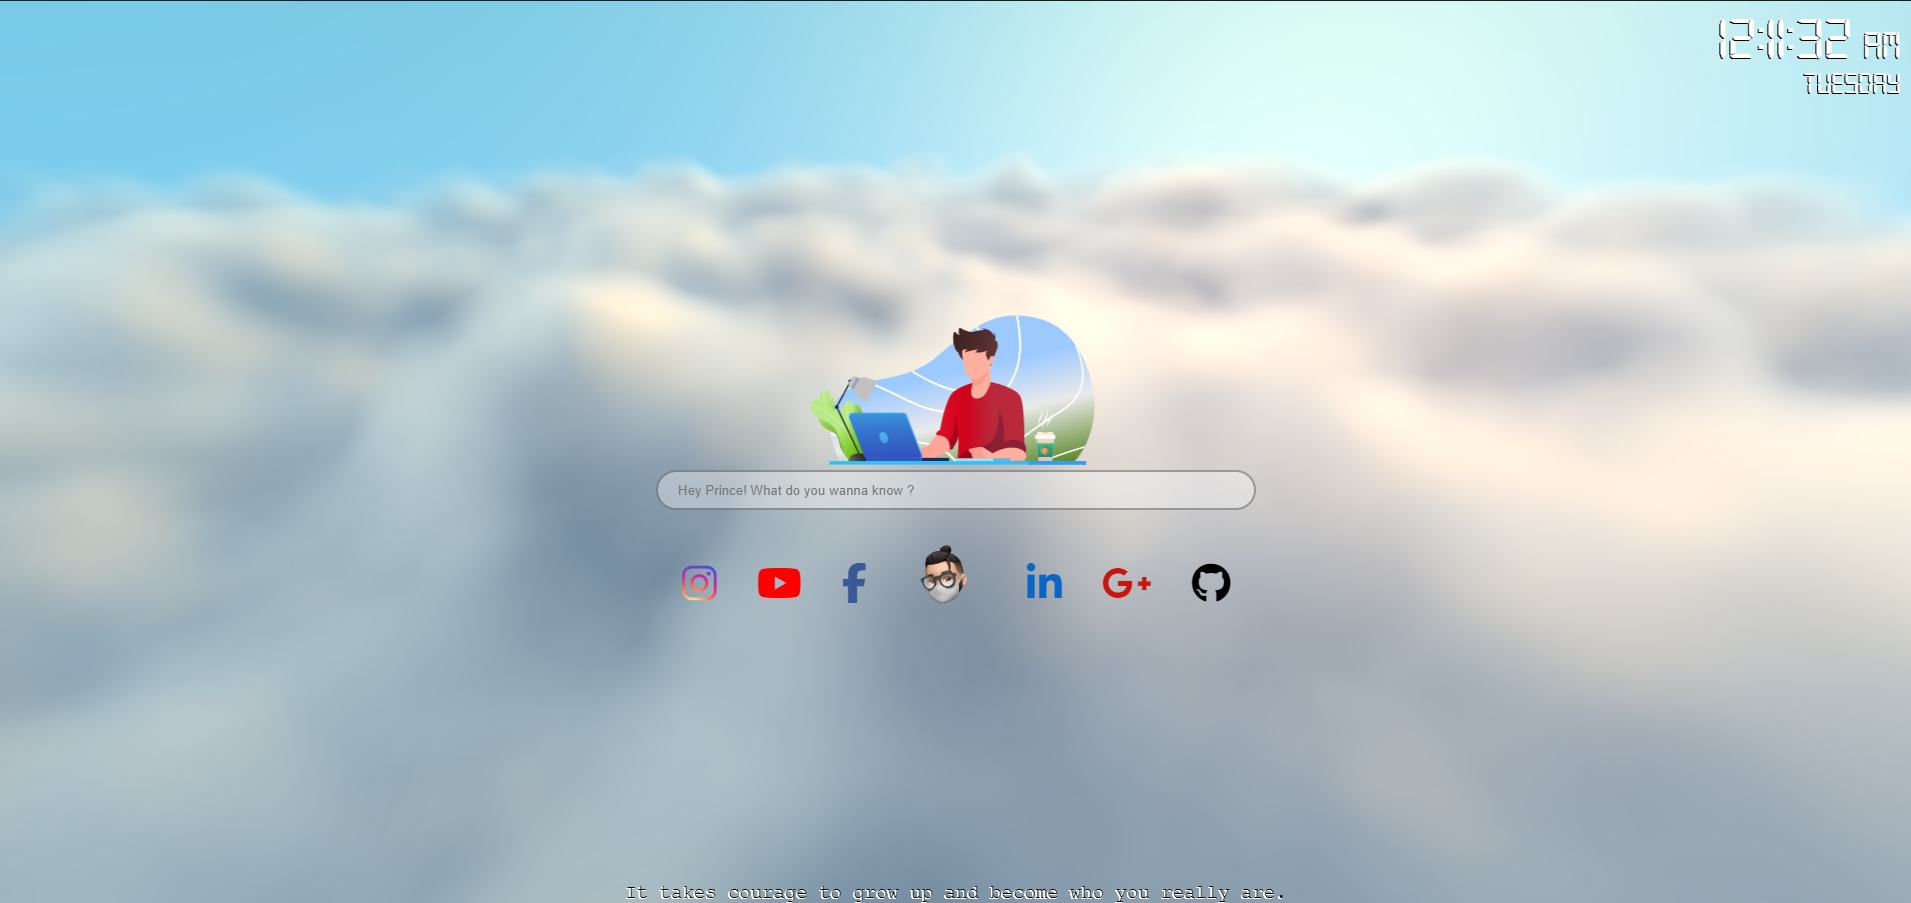 12:11:32 AM
TUESDAY
Hey Prince! What do you wanna know ?
It takes courage to grow up and become who you really are.